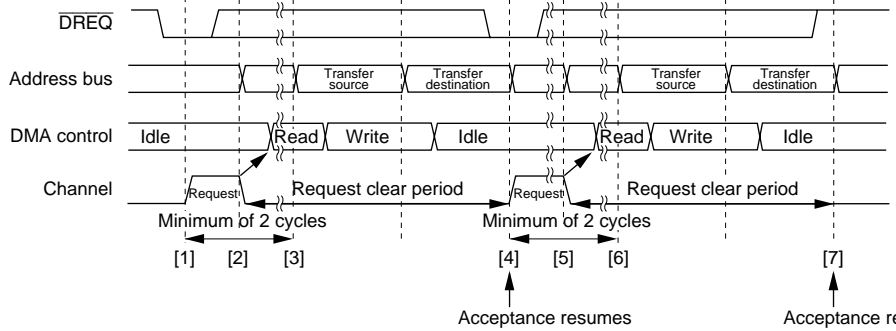 DREQ
Address bus
Transfer source
Transfer destination
Transfer source
Transfer destination
DMA control
Idle
Read
Write
Idle
Read
Write
Idle
Channel
Request
Request clear period
Request
Request clear period
Minimum of 2 cycles
Minimum of 2 cycles
[1]
[2]
[3]
[4]
[5]
[6]
[7]
Acceptance resumes
Acceptance re